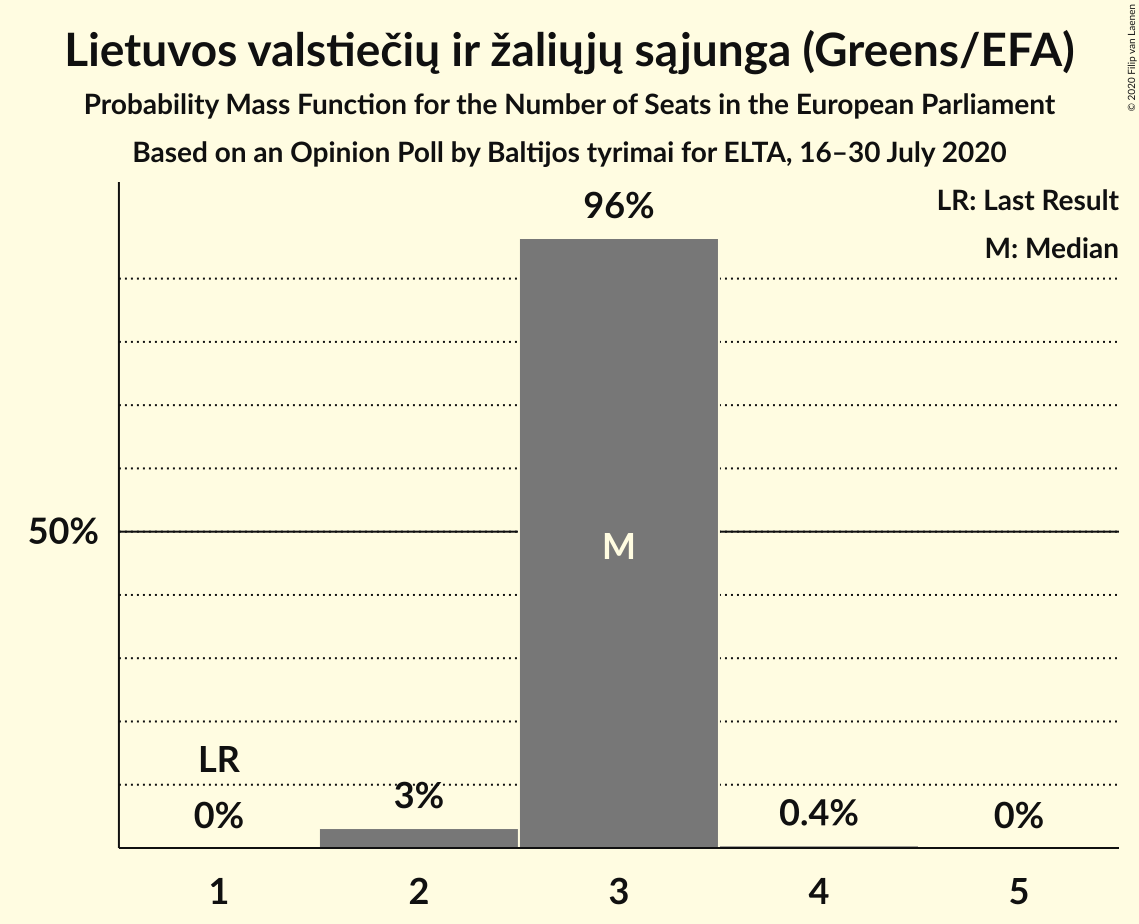 Lietuvos valstiečių ir žaliųjų sąjunga (Greens/EFA)
Probability Mass Function for the Number of Seats in the European Parliament
Based on an Opinion Poll by Baltijos tyrimai for ELTA, 16–30 July 2020
© 2020 Filip van Laenen
LR: Last Result
M: Median
96%
50%
M
LR
0%
3%
0.4%
0%
1
2
3
4
5